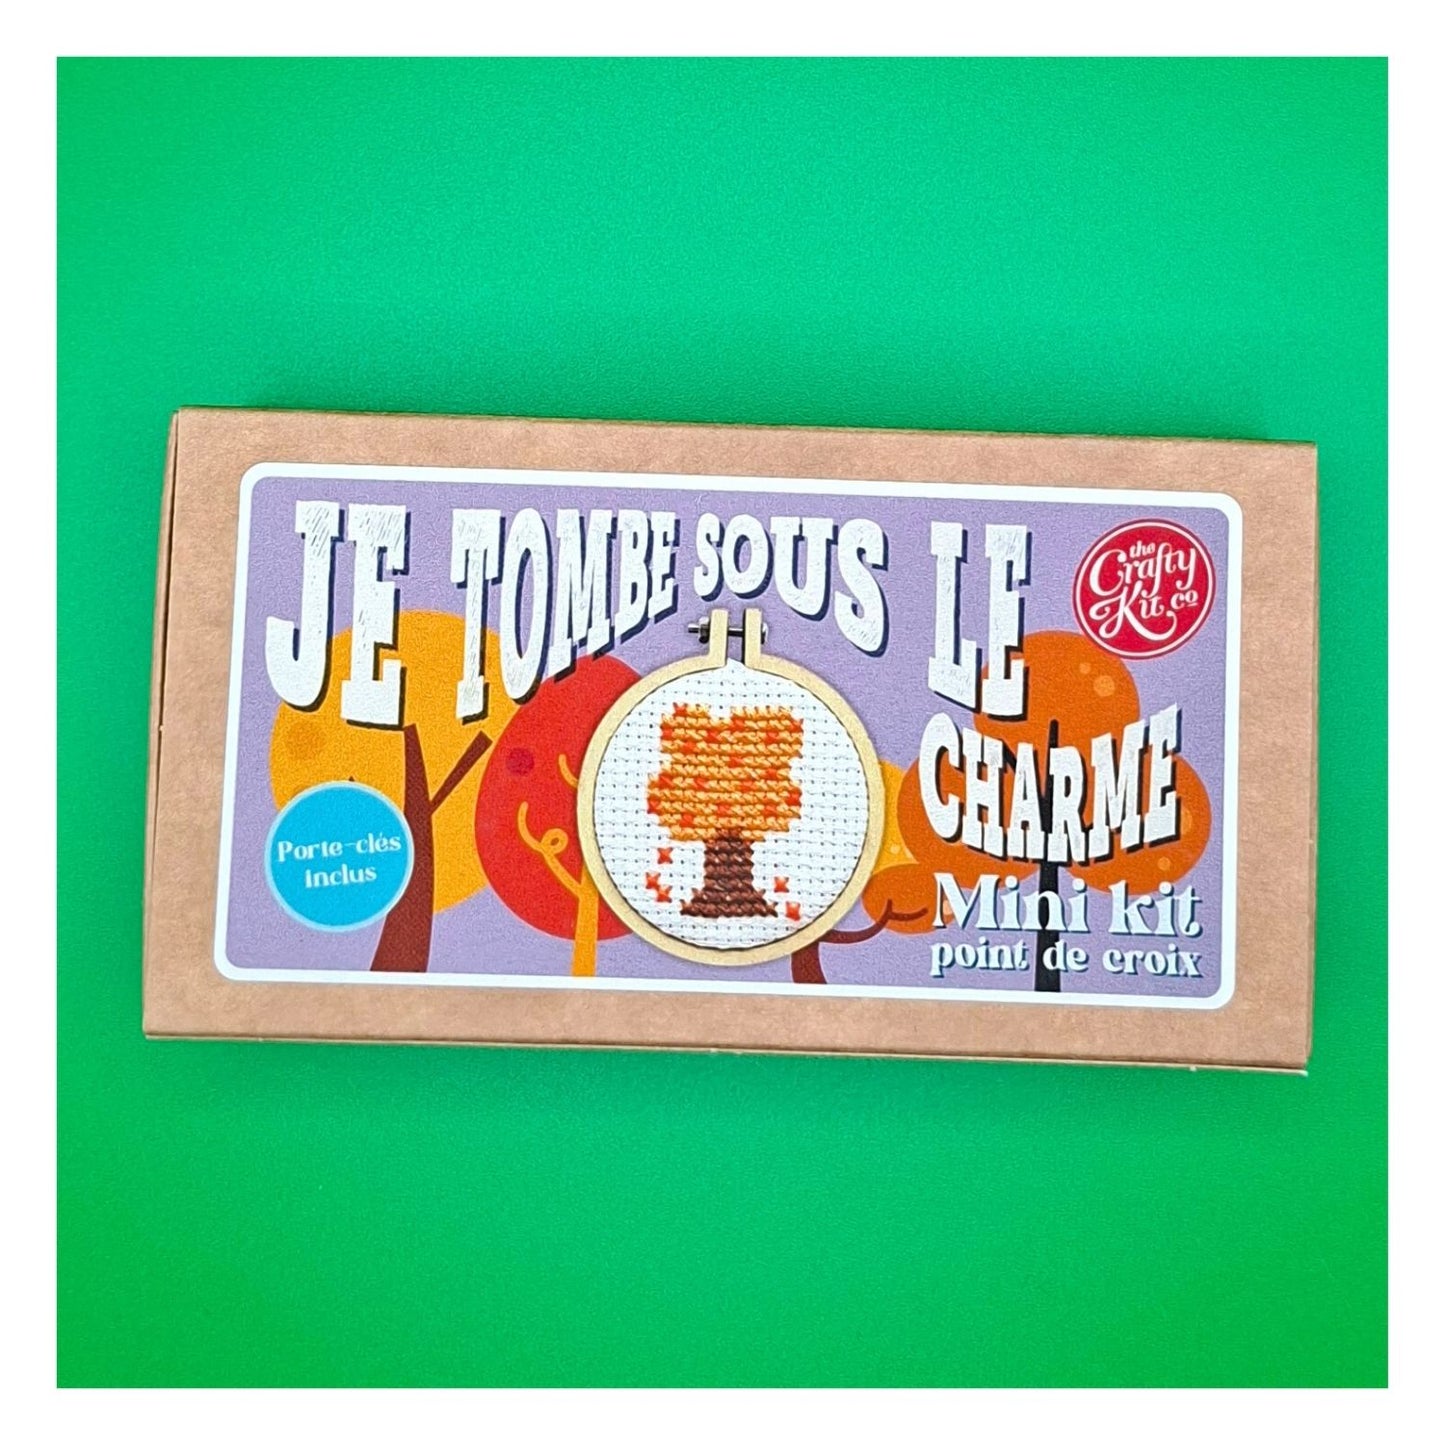 JE TOMBE SOUS LE
CHARME
the
Crafty
Kit co
Porte-clés
inclus
Mini kit
point de croix